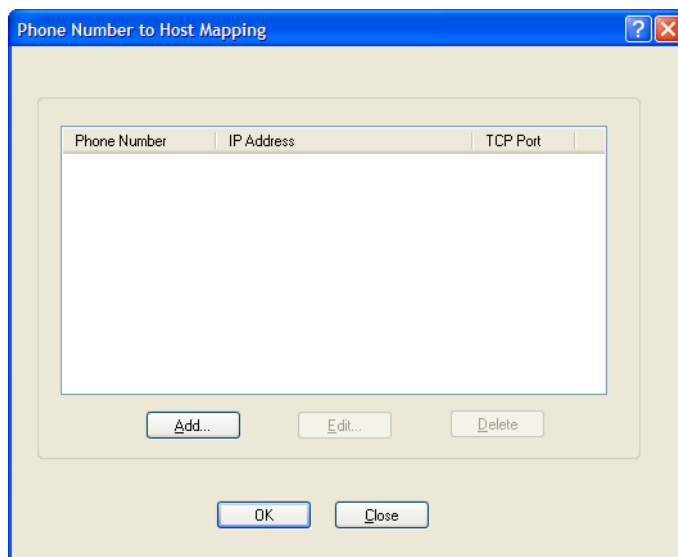 Phone Number to Host Mapping
Phone Number IP Address TCP Port
Add... Edit... Delete
OK Close